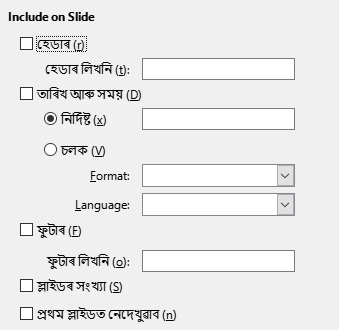 Include on Slide
হেডাৰ (r)
হেডাৰ লিখনি (t):
তাৰিখ আৰু সময় (D)
নিৰ্দিষ্ট (x)
চলক (V)
Format:
Language:
ফুটাৰ (F)
ফুটাৰ লিখনি (o):
স্লাইডৰ সংখ্যা (S)
প্ৰথম স্লাইডত নেদেখুৱাব (n)